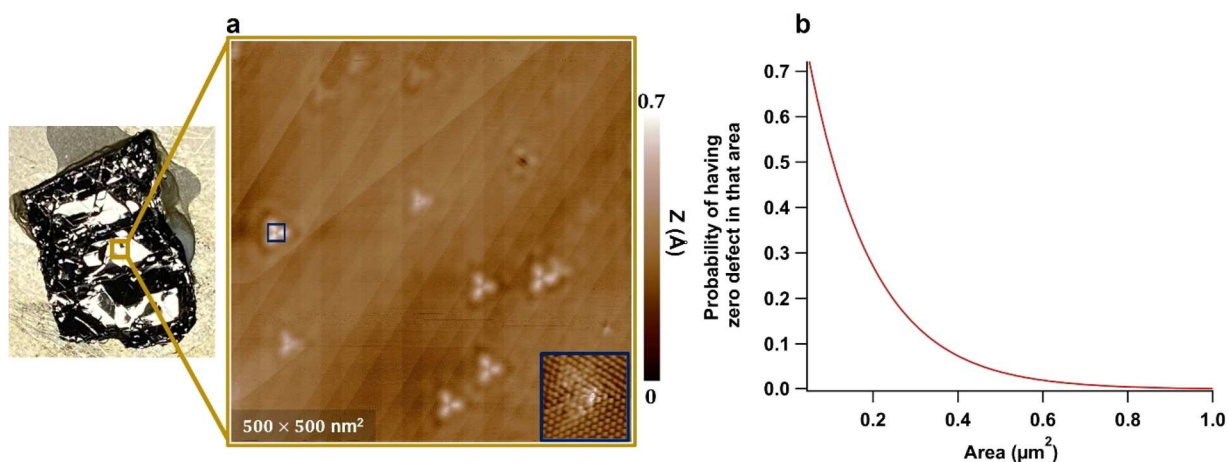 a
0.7
Z (Å)
0
500 × 500 nm²
b
Probability of having
zero defect in that area
0.7
0.6
0.5
0.4
0.3
0.2
0.1
0.0
0.2
0.4
0.6
0.8
1.0
Area (µm²)